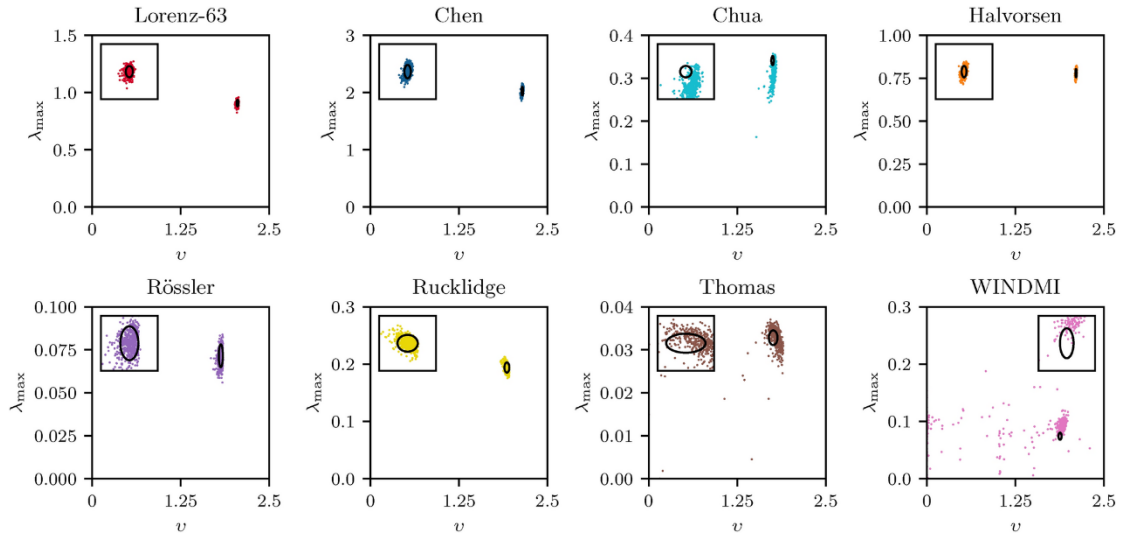 Lorenz-63
Chen
Chua
Halvorsen
λmax
1.5
1.0
0.5
0.0
0
1.25
2.5
υ
λmax
3
2
1
0
0
1.25
2.5
υ
λmax
0.4
0.3
0.2
0.1
0.0
0
1.25
2.5
υ
λmax
1.00
0.75
0.50
0.25
0.00
0
1.25
2.5
υ
Rössler
Rucklidge
Thomas
WINDMI
λmax
0.100
0.075
0.050
0.025
0.000
0
1.25
2.5
υ
λmax
0.3
0.2
0.1
0.0
0
1.25
2.5
υ
λmax
0.04
0.03
0.02
0.01
0.00
0
1.25
2.5
υ
λmax
0.3
0.2
0.1
0.0
0
1.25
2.5
υ